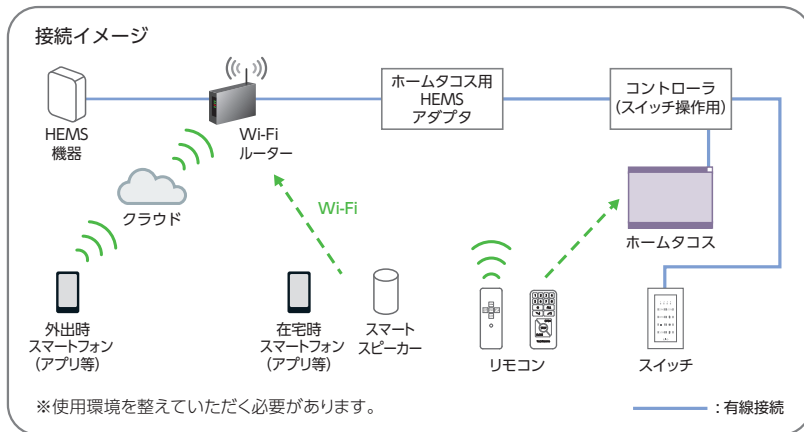 接続イメージ
HEMS
機器
Wi-Fi
ルーター
ホームタコス用
HEMS
アダプタ
コントローラ
(スイッチ操作用)
クラウド
Wi-Fi
ホームタコス
外出時
スマートフォン
(アプリ等)
在宅時
スマートフォン
(アプリ等)
スマート
スピーカー
リモコン
スイッチ
※使用環境を整えていただく必要があります。
：有線接続